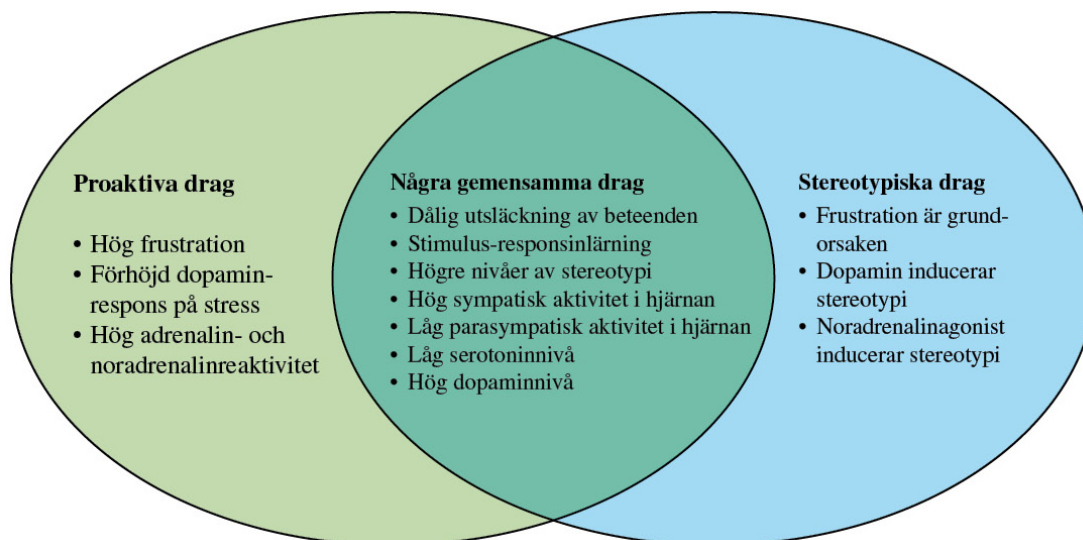 Proaktiva drag
• Hög frustration
• Förhöjd dopamin-
respons på stress
• Hög adrenalin- och
noradrenalinreaktivitet
Några gemensamma drag
• Dålig utsläckning av beteenden
• Stimulus-responsinlärning
• Högre nivåer av stereotypi
• Hög sympatisk aktivitet i hjärnan
• Låg parasympatisk aktivitet i hjärnan
• Låg serotoninnivå
• Hög dopaminnivå
Stereotypiska drag
• Frustration är grund-
orsaken
• Dopamin inducerar
stereotypi
• Noradrenalinagonist
inducerar stereotypi